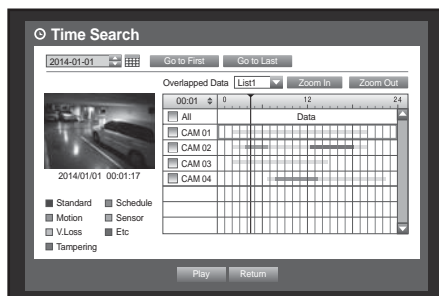 Time Search
2014-01-01
Go to First
Go to Last
Overlapped Data
List1
Zoom In
Zoom Out
00:01
0
12
24
All
Data
CAM 01
CAM 02
CAM 03
CAM 04
2014/01/01 00:01:17
Standard
Schedule
Motion
Sensor
V.Loss
Etc
Tampering
Play
Return